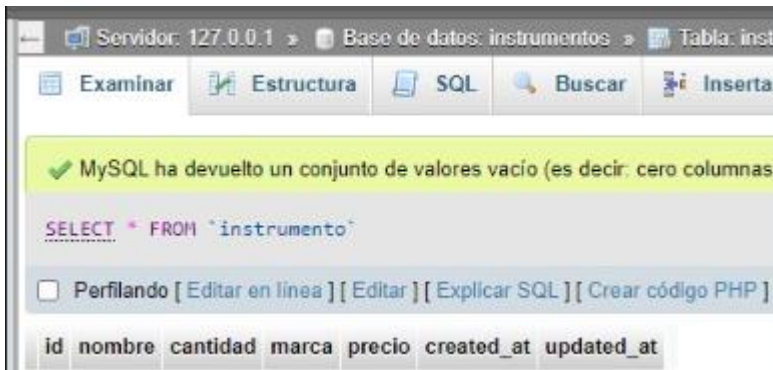 Servidor: 127.0.0.1 » Base de datos: instrumentos » Tabla: inst
Examinar Estructura SQL Buscar Inserta
MySQL ha devuelto un conjunto de valores vacío (es decir: cero columnas
SELECT * FROM `instrumento`
Perfilando [ Editar en línea ] [ Editar ] [ Explicar SQL ] [ Crear código PHP ]
id nombre cantidad marca precio created_at updated_at